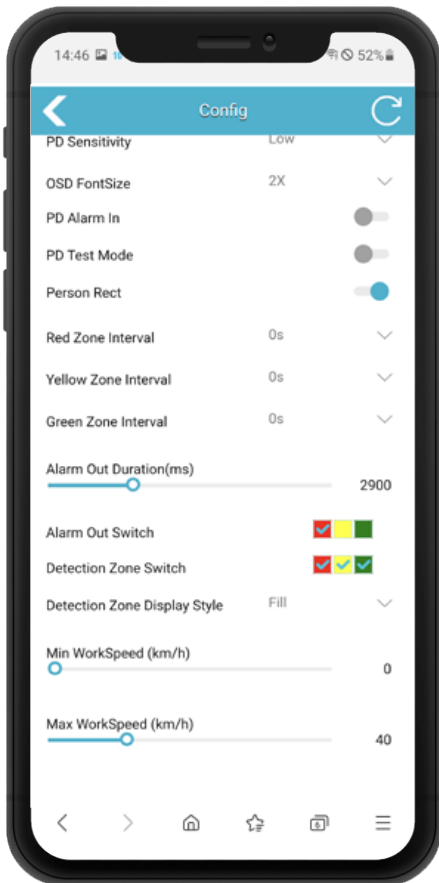 14:46 52%
Config
PD Sensitivity Low
OSD FontSize 2X
PD Alarm In
PD Test Mode
Person Rect
Red Zone Interval 0s
Yellow Zone Interval 0s
Green Zone Interval 0s
Alarm Out Duration(ms)
2900
Alarm Out Switch
Detection Zone Switch
Detection Zone Display Style Fill
Min WorkSpeed (km/h)
0
Max WorkSpeed (km/h)
40